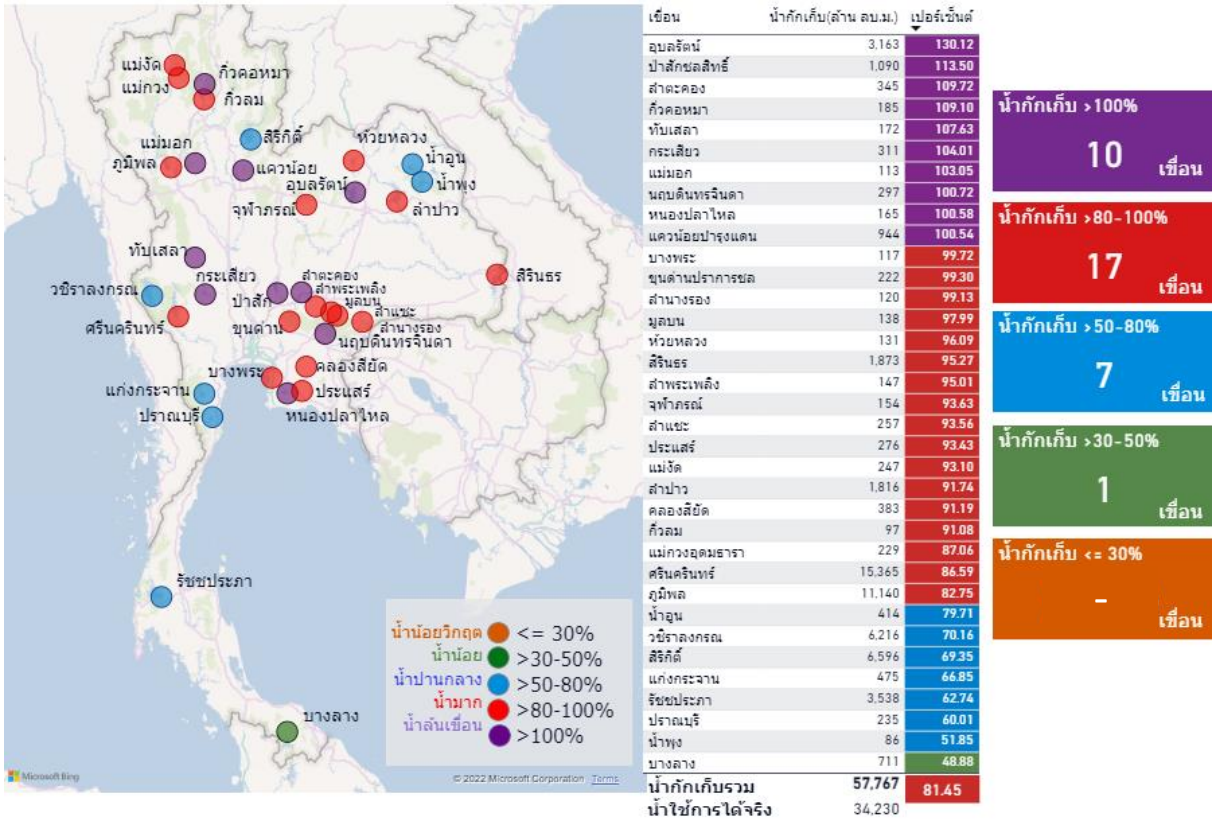 แม่งัด
แม่กวง
กิ่วคอหมา
กิ่วลม
สิริกิติ์
ห้วยหลวง
น้ำอูน
แม่มอก
ภูมิพล
แควน้อย
น้ำพุง
อุบลรัตน์
จุฬาภรณ์
ลำปาว
ทับเสลา
กระเสียว
ลำตะคอง
สิรินธร
วชิราลงกรณ
ป่าสัก
ลำพระเพลิง
มูลบน
ลำแชะ
ศรีนครินทร์
ขุนด่าน
ลำนางรอง
นฤบดินทรจินดา
บางพระ
คลองสียัด
แก่งกระจาน
ประแสร์
ปราณบุรี
หนองปลาไหล
รัชชประภา
บางลาง
น้ำน้อยวิกฤต <= 30%
น้ำน้อย >30-50%
น้ำปานกลาง >50-80%
น้ำมาก >80-100%
น้ำล้นเขื่อน >100%
Microsoft Bing
© 2022 Microsoft Corporation Terms
เขื่อน น้ำกักเก็บ(ล้าน ลบ.ม.) เปอร์เซ็นต์
อุบลรัตน์ 3,163 130.12
ป่าสักชลสิทธิ์ 1,090 113.50
ลำตะคอง 345 109.72
กิ่วคอหมา 185 109.10
ทับเสลา 172 107.63
กระเสียว 311 104.01
แม่มอก 113 103.05
นฤบดินทรจินดา 297 100.72
หนองปลาไหล 165 100.58
แควน้อยบำรุงแดน 944 100.54
บางพระ 117 99.72
ขุนด่านปราการชล 222 99.30
ลำนางรอง 120 99.13
มูลบน 138 97.99
ห้วยหลวง 131 96.09
สิรินธร 1,873 95.27
ลำพระเพลิง 147 95.01
จุฬาภรณ์ 154 93.63
ลำแชะ 257 93.56
ประแสร์ 276 93.43
แม่งัด 247 93.10
ลำปาว 1,816 91.74
คลองสียัด 383 91.19
กิ่วลม 97 91.08
แม่กวงอุดมธารา 229 87.06
ศรีนครินทร์ 15,365 86.59
ภูมิพล 11,140 82.75
น้ำอูน 414 79.71
วชิราลงกรณ 6,216 70.16
สิริกิติ์ 6,596 69.35
แก่งกระจาน 475 66.85
รัชชประภา 3,538 62.74
ปราณบุรี 235 60.01
น้ำพุง 86 51.85
บางลาง 711 48.88
น้ำกักเก็บรวม 57,767 81.45
น้ำใช้การได้จริง 34,230
น้ำกักเก็บ >100%
10
เขื่อน
น้ำกักเก็บ >80-100%
17
เขื่อน
น้ำกักเก็บ >50-80%
7
เขื่อน
น้ำกักเก็บ >30-50%
1
เขื่อน
น้ำกักเก็บ <= 30%
-
เขื่อน